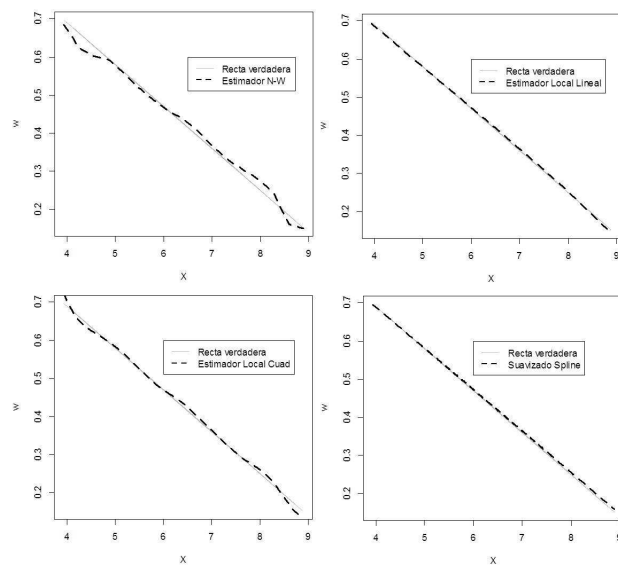 0.7
0.6
0.5
0.4
0.3
0.2
w
Recta verdadera
Estimador N-W
4 5 6 7 8 9
X
0.7
0.6
0.5
0.4
0.3
0.2
w
Recta verdadera
Estimador Local Lineal
4 5 6 7 8 9
X
0.7
0.6
0.5
0.4
0.3
0.2
w
Recta verdadera
Estimador Local Cuad
4 5 6 7 8 9
X
0.7
0.6
0.5
0.4
0.3
0.2
w
Recta verdadera
Suavizado Spline
4 5 6 7 8 9
X